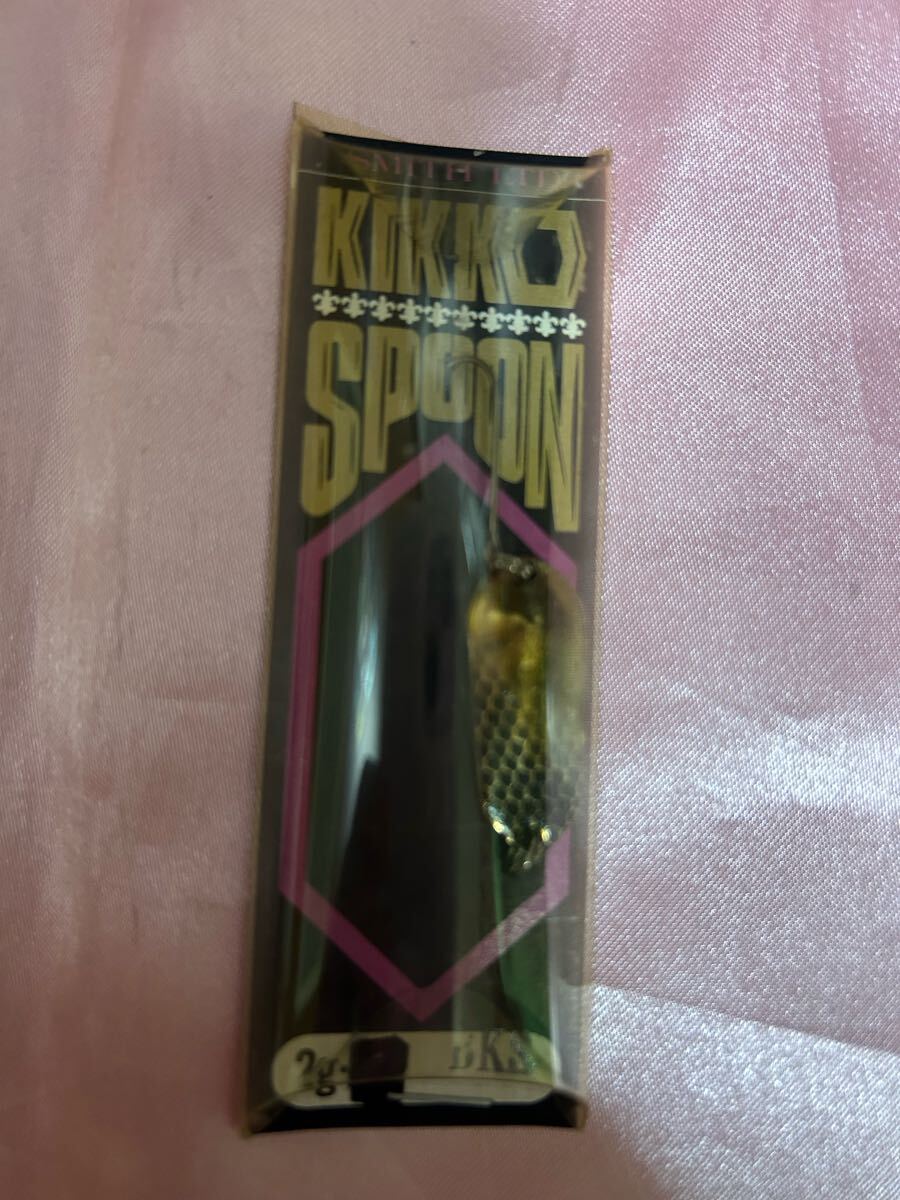 SMITH LTD.
KIKKO
SPOON
2g.
BKS